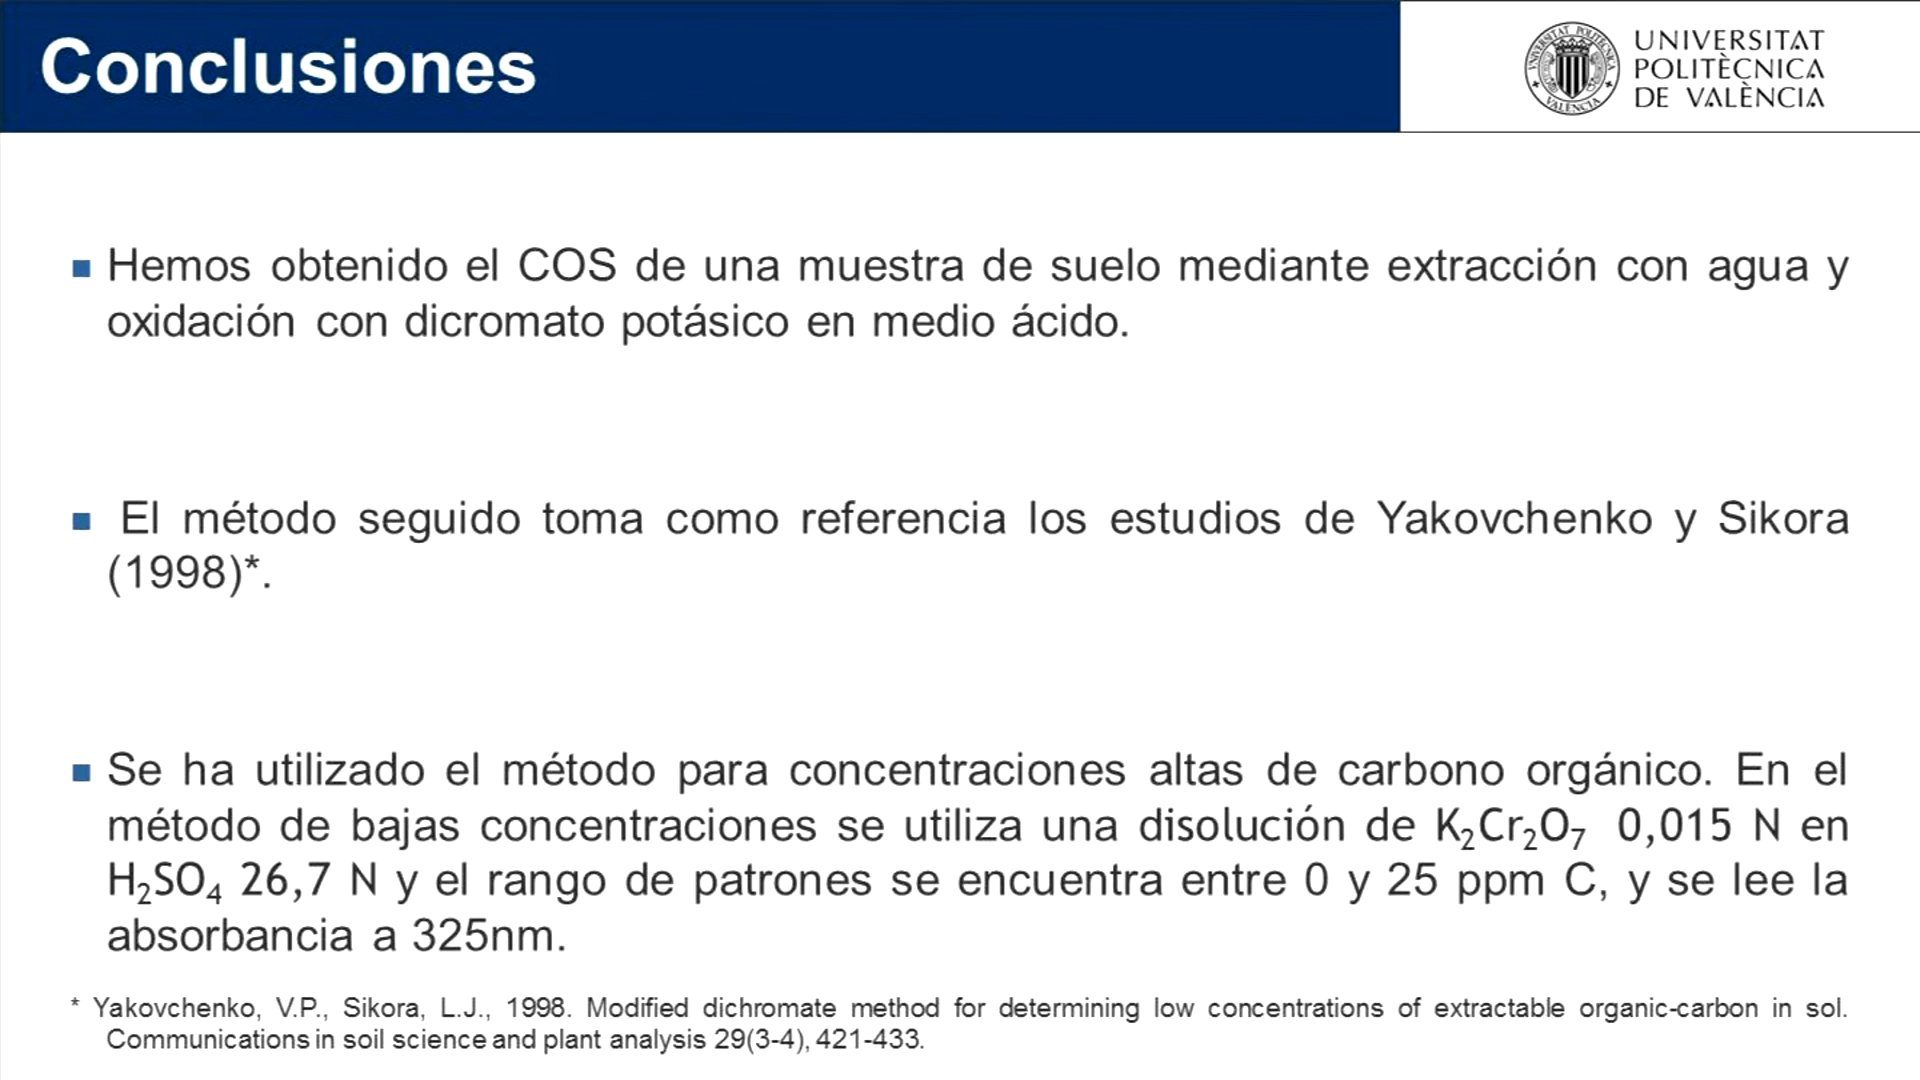 Conclusiones
UNIVERSITAT
POLITÈCNICA
DE VALÈNCIA
Hemos obtenido el COS de una muestra de suelo mediante extracción con agua y
oxidación con dicromato potásico en medio ácido.
El método seguido toma como referencia los estudios de Yakovchenko y Sikora
(1998)*.
Se ha utilizado el método para concentraciones altas de carbono orgánico. En el
método de bajas concentraciones se utiliza una disolución de K₂Cr₂O₇ 0,015 N en
H₂SO₄ 26,7 N y el rango de patrones se encuentra entre 0 y 25 ppm C, y se lee la
absorbancia a 325nm.
* Yakovchenko, V.P., Sikora, L.J., 1998. Modified dichromate method for determining low concentrations of extractable organic-carbon in sol.
Communications in soil science and plant analysis 29(3-4), 421-433.